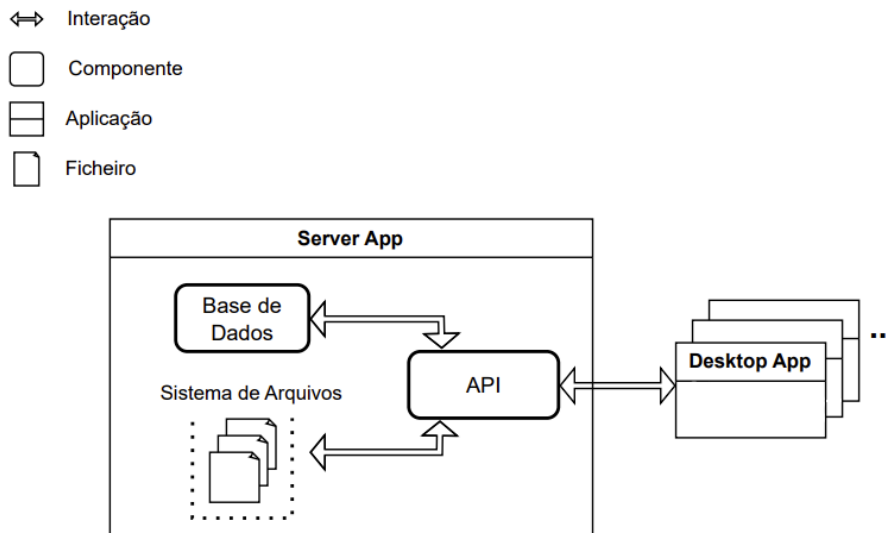 Interação
Componente
Aplicação
Ficheiro
Server App
Base de
Dados
Sistema de Arquivos
API
Desktop App
..